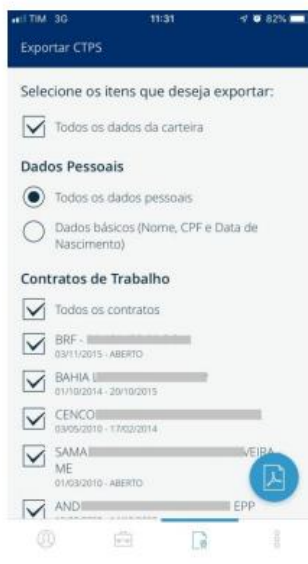 TIM 3G 11:31 82%
Exportar CTPS
Selecione os itens que deseja exportar:
Todos os dados da carteira
Dados Pessoais
Todos os dados pessoais
Dados básicos (Nome, CPF e Data de
Nascimento)
Contratos de Trabalho
Todos os contratos
BRF -
03/11/2015 - ABERTO
BAHIA
01/10/2014 - 20/10/2015
CENCO
03/05/2010 - 17/02/2014
SAMA VEIRA
ME
01/03/2010 - ABERTO
AND EPP